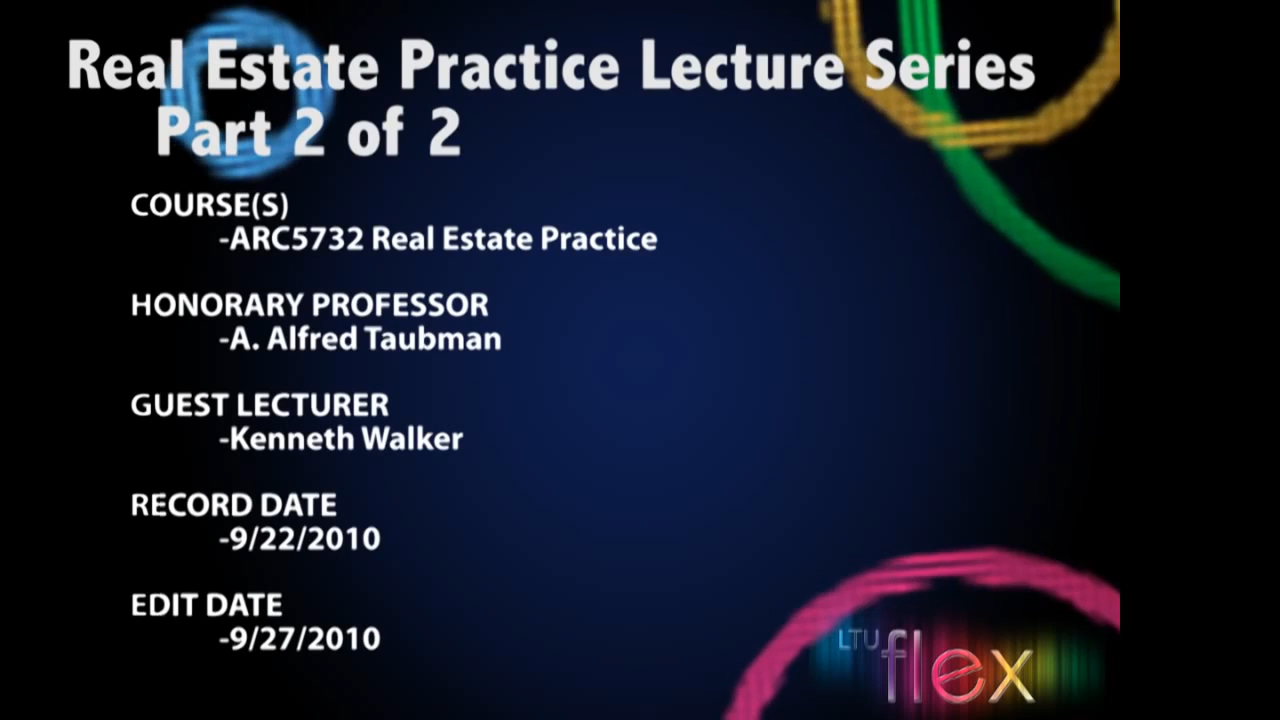 Real Estate Practice Lecture Series
Part 2 of 2
COURSE(S)
-ARC5732 Real Estate Practice
HONORARY PROFESSOR
-A. Alfred Taubman
GUEST LECTURER
-Kenneth Walker
RECORD DATE
-9/22/2010
EDIT DATE
-9/27/2010
LTU flex